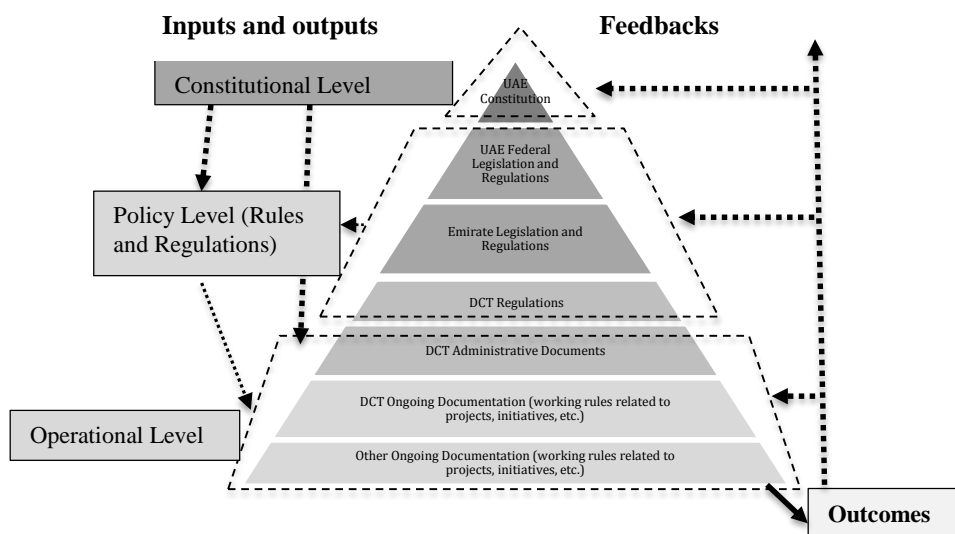 Inputs and outputs
Feedbacks
Constitutional Level
UAE
Constitution
UAE Federal
Legislation and
Regulations
Policy Level (Rules
and Regulations)
Emirate Legislation and
Regulations
DCT Regulations
DCT Administrative Documents
DCT Ongoing Documentation (working rules related to
projects, initiatives, etc.)
Operational Level
Other Ongoing Documentation (working rules related to
projects, initiatives, etc.)
Outcomes